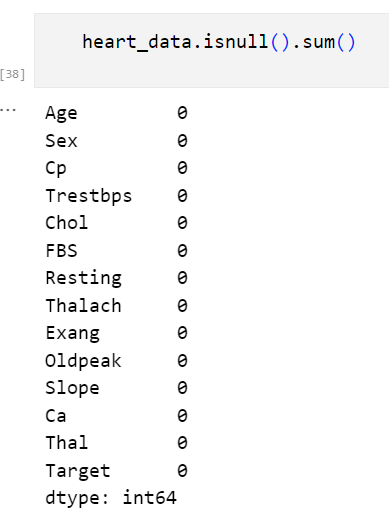 heart_data.isnull().sum()
[38]
...
Age 0
Sex 0
Cp 0
Trestbps 0
Chol 0
FBS 0
Resting 0
Thalach 0
Exang 0
Oldpeak 0
Slope 0
Ca 0
Thal 0
Target 0
dtype: int64